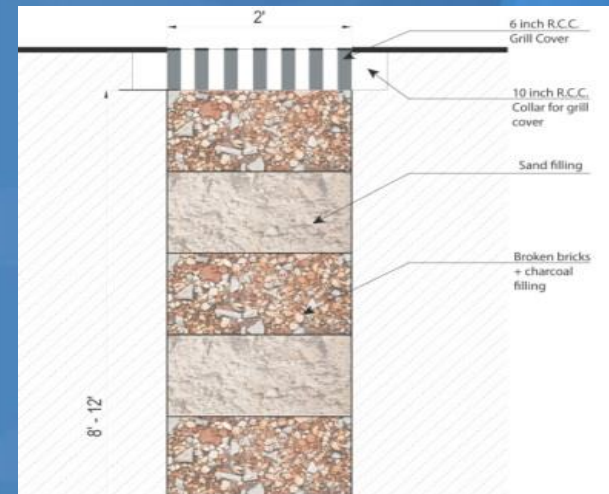 2'
6 inch R.C.C.
Grill Cover
10 inch R.C.C.
Collar for grill
cover
Sand filling
Broken bricks
+ charcoal
filling
8' - 12'